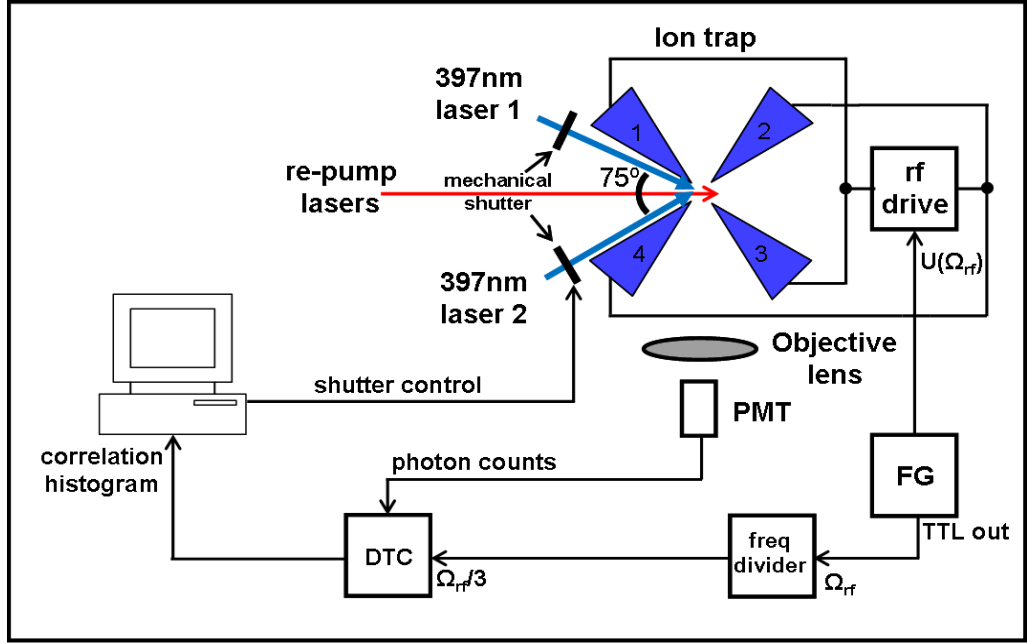 Ion trap
397nm
laser 1
1
2
re-pump
lasers
mechanical
shutter
75º
rf
drive
4
3
397nm
laser 2
U(Ωrf)
Objective
lens
shutter control
PMT
correlation
histogram
photon counts
FG
TTL out
DTC
Ωrf/3
freq
divider
Ωrf